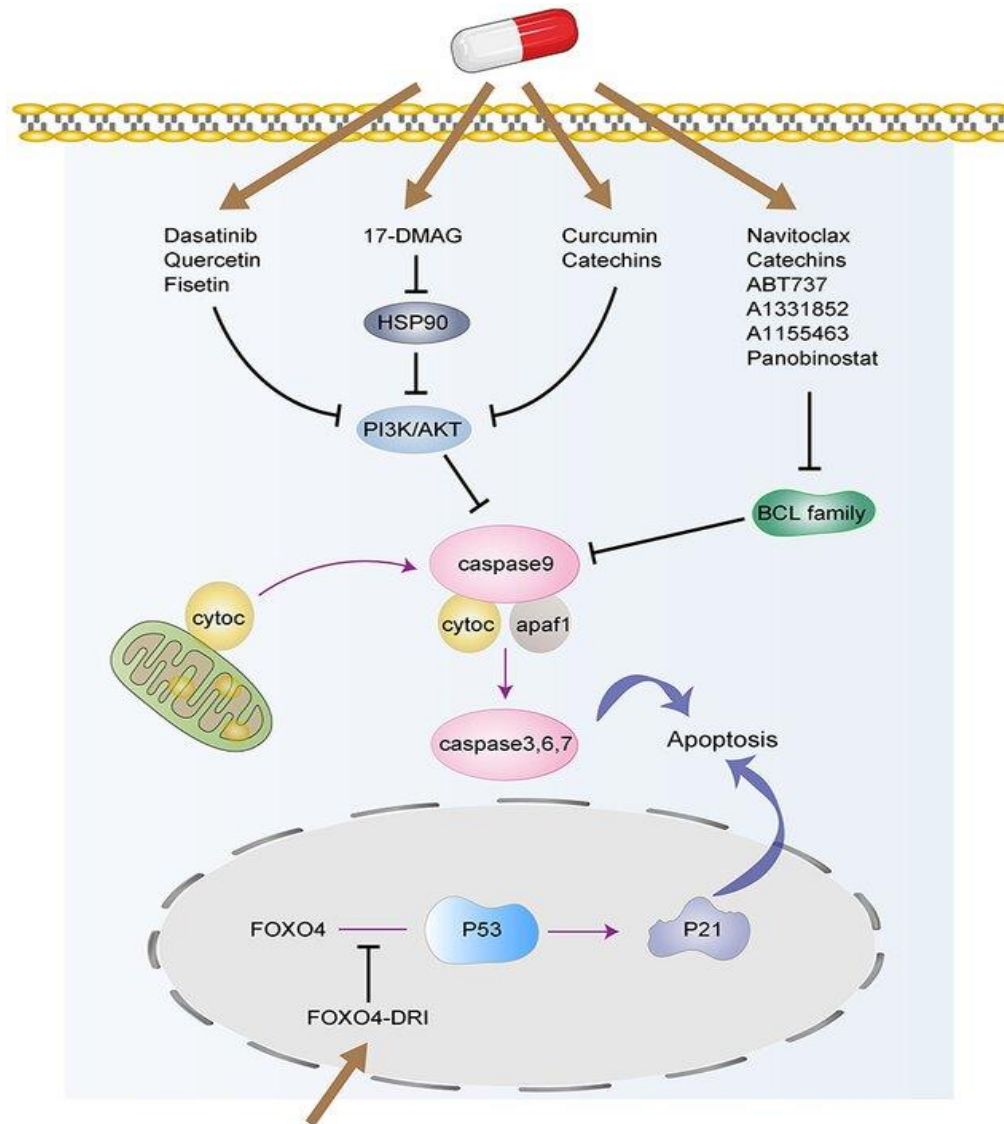 Dasatinib
Quercetin
Fisetin
17-DMAG
Curcumin
Catechins
Navitoclax
Catechins
ABT737
A1331852
A1155463
Panobinostat
HSP90
PI3K/AKT
BCL family
caspase9
cytoc
cytoc
apaf1
caspase3,6,7
Apoptosis
FOXO4
P53
P21
FOXO4-DRI